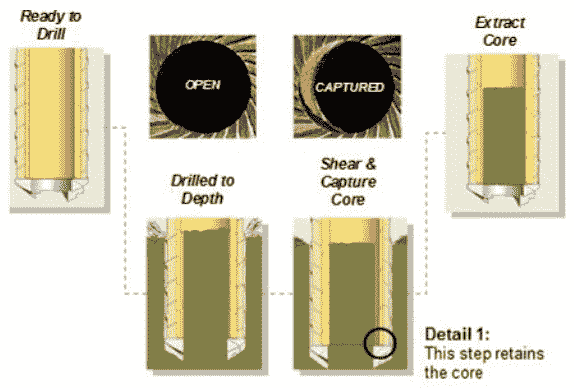 Ready to
Drill
OPEN
CAPTURED
Extract
Core
Drilled to
Depth
Shear &
Capture
Core
Detail 1:
This step retains
the core